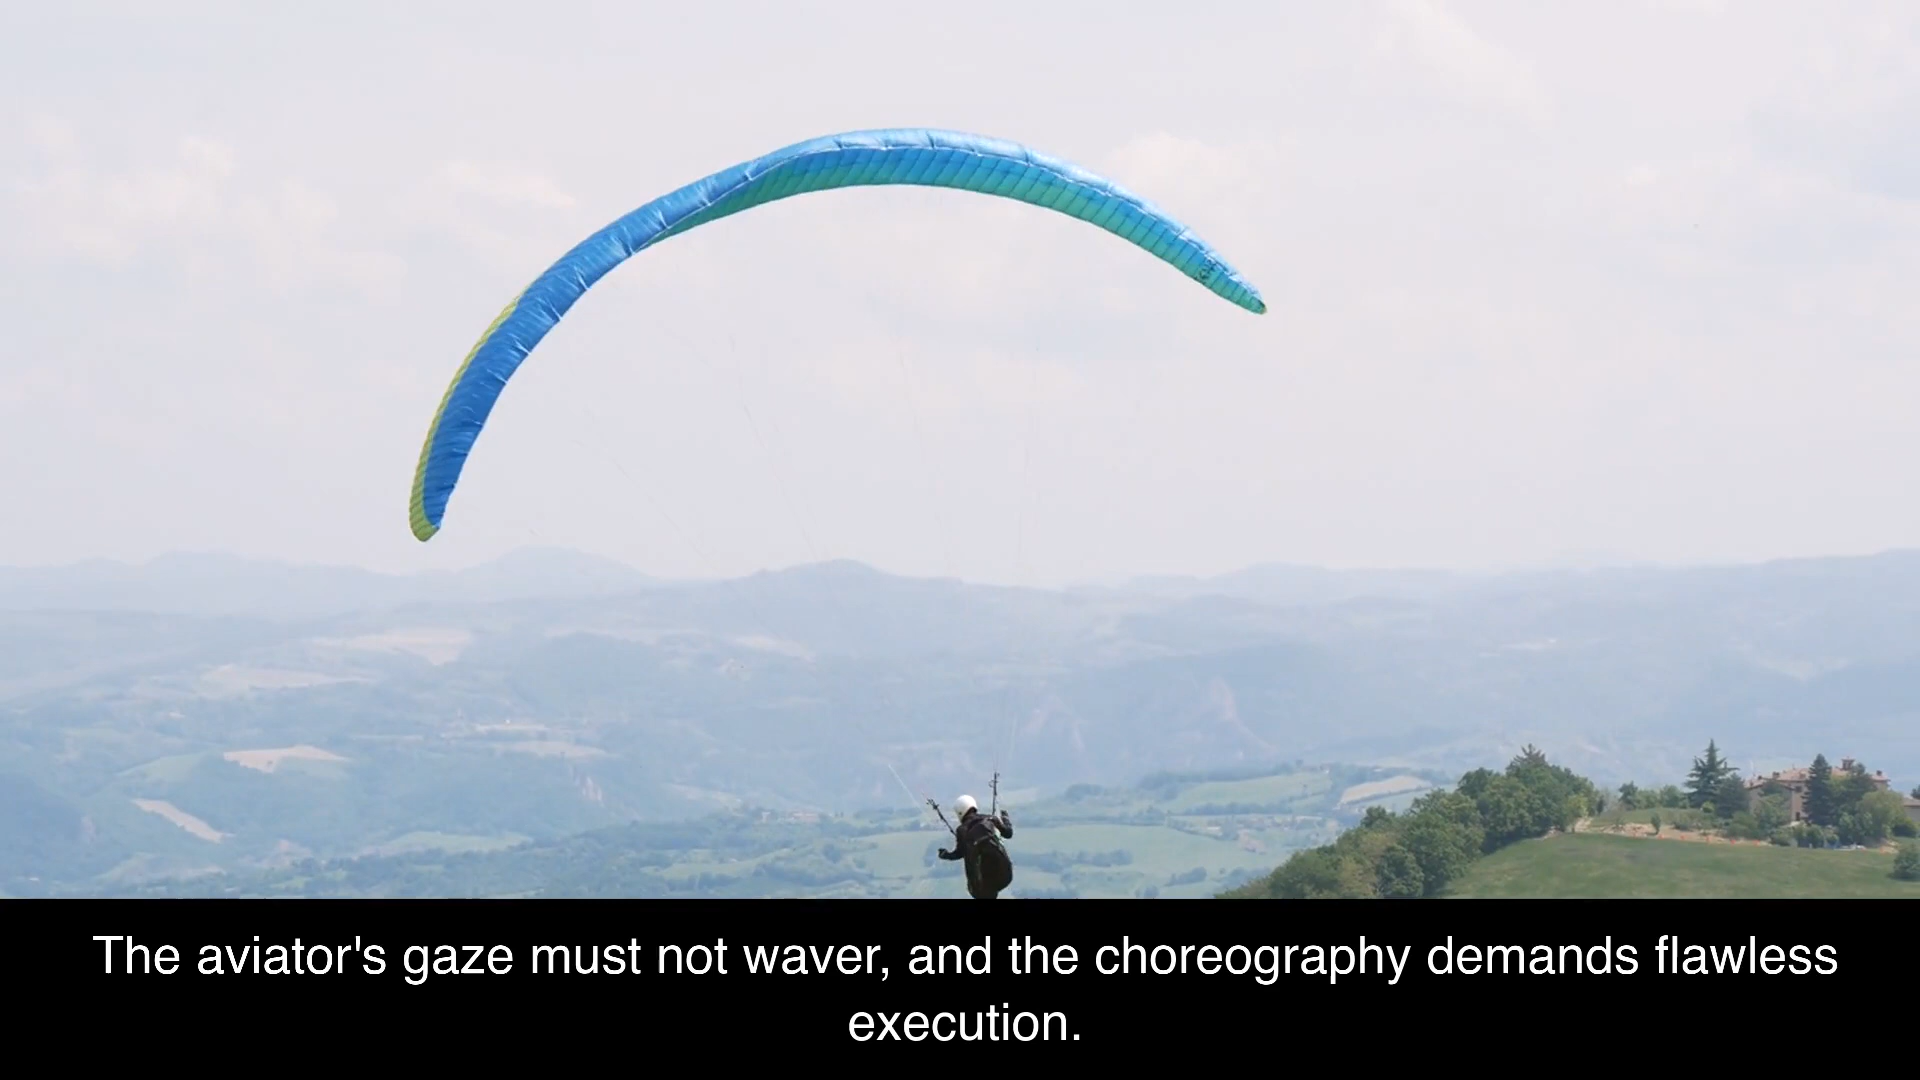 The aviator's gaze must not waver, and the choreography demands flawless
execution.